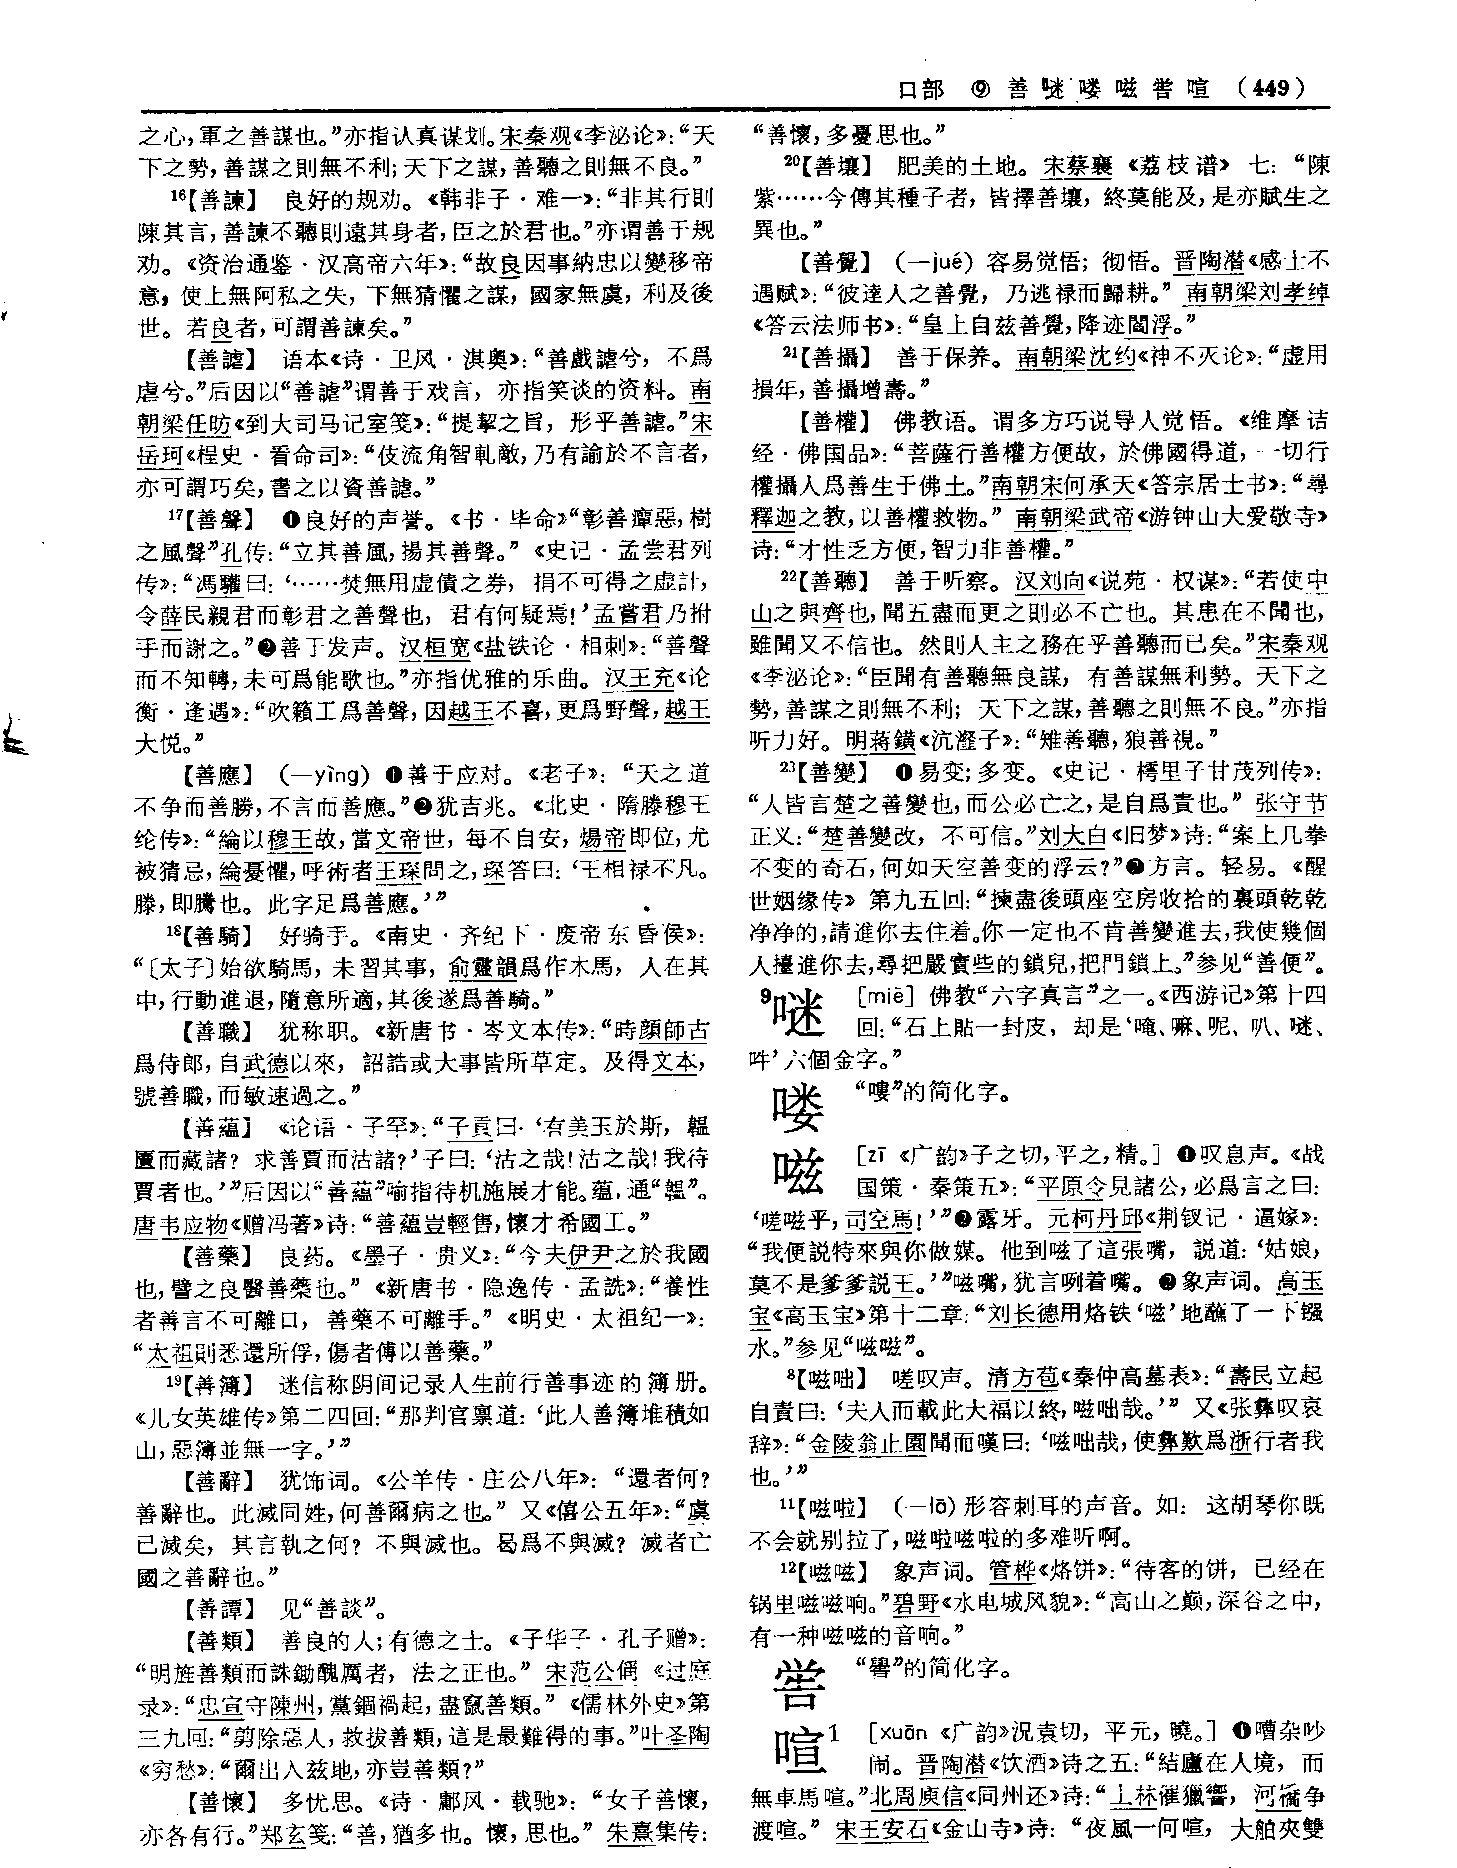 口部 ⑨ 善𠹍喽嗞喾喧 (449)
之心,軍之善謀也。”亦指认真谋划。宋秦观《李泌论》:“天
下之勢,善謀之則無不利;天下之謀,善聽之則無不良。”
16【善諫】 良好的规劝。《韩非子·难一》:“非其行則
陳其言,善諫不聽則遠其身者,臣之於君也。”亦谓善于规
劝。《资治通鉴·汉高帝六年》:“故良因事納忠以變移帝
意,使上無阿私之失,下無猜懼之謀,國家無虞,利及後
世。若良者,可謂善諫矣。”
【善謔】 语本《诗·卫风·淇奥》:“善戲謔兮,不爲
虐兮。”后因以“善謔”谓善于戏言,亦指笑谈的资料。南
朝梁任昉《到大司马记室笺》:“提挈之旨,形乎善謔。”宋
岳珂《桯史·看命司》:“伎流角智軋敵,乃有諭於不言者,
亦可謂巧矣,書之以資善謔。”
17【善聲】 ❶良好的声誉。《书·毕命》“彰善癉惡,樹
之風聲”孔传:“立其善風,揚其善聲。”《史记·孟尝君列
传》:“馮驩曰:‘……焚無用虛債之券,捐不可得之虛計,
令薛民親君而彰君之善聲也,君有何疑焉!’孟嘗君乃拊
手而謝之。”❷善于发声。汉桓宽《盐铁论·相刺》:“善聲
而不知轉,未可爲能歌也。”亦指优雅的乐曲。汉王充《论
衡·逢遇》:“吹籟工爲善聲,因越王不喜,更爲野聲,越王
大悦。”
【善應】 (—yìng) ❶善于应对。《老子》:“天之道
不争而善勝,不言而善應。”❷犹吉兆。《北史·隋滕穆王
纶传》:“綸以穆王故,當文帝世,每不自安,煬帝即位,尤
被猜忌,綸憂懼,呼術者王琛問之,琛答曰:‘王相禄不凡。
滕,即騰也。此字足爲善應。’”
18【善騎】 好骑手。《南史·齐纪下·废帝东昏侯》:
“〔太子〕始欲騎馬,未習其事,俞靈韻爲作木馬,人在其
中,行動進退,隨意所適,其後遂爲善騎。”
【善職】 犹称职。《新唐书·岑文本传》:“時顔師古
爲侍郎,自武德以來,詔誥或大事皆所草定。及得文本,
號善職,而敏速過之。”
【善藴】 《论语·子罕》:“子貢曰:‘有美玉於斯,韞
匵而藏諸?求善賈而沽諸?’子曰:‘沽之哉!沽之哉!我待
賈者也。’”后因以“善藴”喻指待机施展才能。蕴,通“韞”。
唐韦应物《赠冯著》诗:“善藴豈輕售,懷才希國工。”
【善藥】 良药。《墨子·贵义》:“今夫伊尹之於我國
也,譬之良醫善藥也。”《新唐书·隐逸传·孟詵》:“養性
者善言不可離口,善藥不可離手。”《明史·太祖纪一》:
“太祖則悉還所俘,傷者傅以善藥。”
19【善簿】 迷信称阴间记录人生前行善事迹的簿册。
《儿女英雄传》第二四回:“那判官禀道:‘此人善簿堆積如
山,惡簿並無一字。’”
【善辭】 犹饰词。《公羊传·庄公八年》:“還者何?
善辭也。此滅同姓,何善爾病之也。”又《僖公五年》:“虞
已滅矣,其言執之何?不與滅也。曷爲不與滅?滅者亡
國之善辭也。”
【善譚】 见“善談”。
【善類】 善良的人;有德之士。《子华子·孔子赠》:
“明旌善類而誅鋤醜厲者,法之正也。”宋范公偁《过庭
录》:“忠宣守陳州,黨錮禍起,盡竄善類。”《儒林外史》第
三九回:“剪除惡人,救拔善類,這是最難得的事。”叶圣陶
《穷愁》:“爾出入兹地,亦豈善類?”
【善懷】 多忧思。《诗·鄘风·载驰》:“女子善懷,
亦各有行。”郑玄笺:“善,猶多也。懷,思也。”朱熹集传:
“善懷,多憂思也。”
20【善壤】 肥美的土地。宋蔡襄《荔枝谱》七:“陳
紫……今傳其種子者,皆擇善壤,終莫能及,是亦賦生之
異也。”
【善覺】 (—jué) 容易觉悟;彻悟。晋陶潜《感士不
遇赋》:“彼達人之善覺,乃逃禄而歸耕。”南朝梁刘孝绰
《答云法师书》:“皇上自兹善覺,降迹閻浮。”
21【善攝】 善于保养。南朝梁沈约《神不灭论》:“虚用
損年,善攝增壽。”
【善權】 佛教语。谓多方巧说导人觉悟。《维摩诘
经·佛国品》:“菩薩行善權方便故,於佛國得道,一切行
權攝人爲善生于佛土。”南朝宋何承天《答宗居士书》:“尋
釋迦之教,以善權救物。”南朝梁武帝《游钟山大爱敬寺》
诗:“才性乏方便,智力非善權。”
22【善聽】 善于听察。汉刘向《说苑·权谋》:“若使中
山之與齊也,聞五盡而更之則必不亡也。其患在不聞也,
雖聞又不信也。然則人主之務在乎善聽而已矣。”宋秦观
《李泌论》:“臣聞有善聽無良謀,有善謀無利勢。天下之
勢,善謀之則無不利;天下之謀,善聽之則無不良。”亦指
听力好。明蒋鐄《沆瀣子》:“雉善聽,狼善視。”
23【善變】 ❶易变;多变。《史记·樗里子甘茂列传》:
“人皆言楚之善變也,而公必亡之,是自爲責也。”张守节
正义:“楚善變改,不可信。”刘大白《旧梦》诗:“案上几拳
不变的奇石,何如天空善变的浮云?”❷方言。轻易。《醒
世姻缘传》第九五回:“揀盡後頭座空房收拾的裏頭乾乾
净净的,請進你去住着。你一定也不肯善變進去,我使幾個
人擡進你去,尋把嚴實些的鎖兒,把門鎖上。”参见“善便”。
9𠹍 [miē] 佛教“六字真言”之一。《西游记》第十四
回:“石上貼一封皮,却是‘唵、嘛、呢、叭、𠹍、
吽’六個金字。”
喽 “嘍”的简化字。
嗞 [zī 《广韵》子之切,平之,精。] ❶叹息声。《战
国策·秦策五》:“平原令見諸公,必爲言之曰:
‘嗟嗞乎,司空馬!’”❷露牙。元柯丹邱《荆钗记·逼嫁》:
“我便説特來與你做媒。他到嗞了這張嘴,説道:‘姑娘,
莫不是爹爹説王。’”嗞嘴,犹言咧着嘴。❸象声词。高玉
宝《高玉宝》第十二章:“刘长德用烙铁‘嗞’地蘸了一下镪
水。”参见“嗞嗞”。
8【嗞咄】 嗟叹声。清方苞《秦仲高墓表》:“壽民立起
自責曰:‘夫人而載此大福以終,嗞咄哉。’”又《张彝叹哀
辞》:“金陵翁止園聞而嘆曰:‘嗞咄哉,使彝歎爲浙行者我
也。’”
11【嗞啦】 (—lā) 形容刺耳的声音。如:这胡琴你既
不会就别拉了,嗞啦嗞啦的多难听啊。
12【嗞嗞】 象声词。管桦《烙饼》:“待客的饼,已经在
锅里嗞嗞响。”碧野《水电城风貌》:“高山之巅,深谷之中,
有一种嗞嗞的音响。”
喾 “嚳”的简化字。
喧1 [xuān 《广韵》况袁切,平元,曉。] ❶嘈杂吵
闹。晋陶潜《饮酒》诗之五:“結廬在人境,而
無車馬喧。”北周庾信《同州还》诗:“上林催獵響,河橋争
渡喧。”宋王安石《金山寺》诗:“夜風一何喧,大舶夾雙